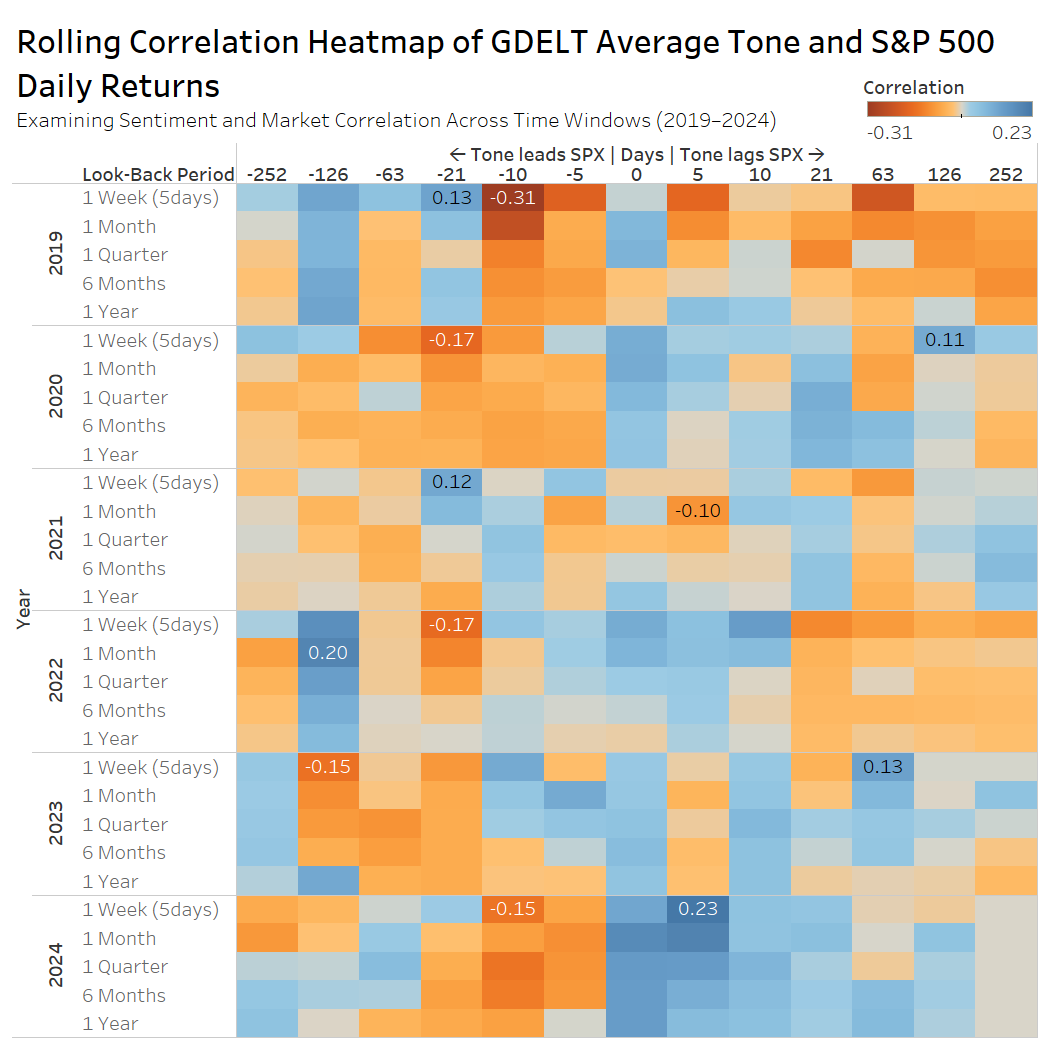 Rolling Correlation Heatmap of GDELT Average Tone and S&P 500
Daily Returns
Examining Sentiment and Market Correlation Across Time Windows (2019–2024)
Correlation
-0.31 0.23
← Tone leads SPX | Days | Tone lags SPX →
Look-Back Period -252 -126 -63 -21 -10 -5 0 5 10 21 63 126 252
Year
2019
1 Week (5days) 0.13 -0.31
1 Month
1 Quarter
6 Months
1 Year
2020
1 Week (5days) -0.17 0.11
1 Month
1 Quarter
6 Months
1 Year
2021
1 Week (5days) 0.12
1 Month -0.10
1 Quarter
6 Months
1 Year
2022
1 Week (5days) -0.17
1 Month 0.20
1 Quarter
6 Months
1 Year
2023
1 Week (5days) -0.15 0.13
1 Month
1 Quarter
6 Months
1 Year
2024
1 Week (5days) -0.15 0.23
1 Month
1 Quarter
6 Months
1 Year